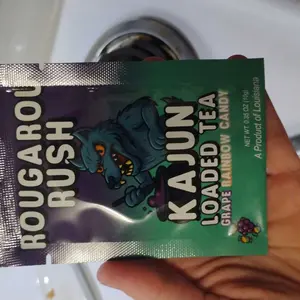 ROUGAROU
RUSH
KAJUN
LOADED TEA
GRAPE RAINBOW CANDY
NET WT 0.35 OZ (10g)
A Product of Louisiana